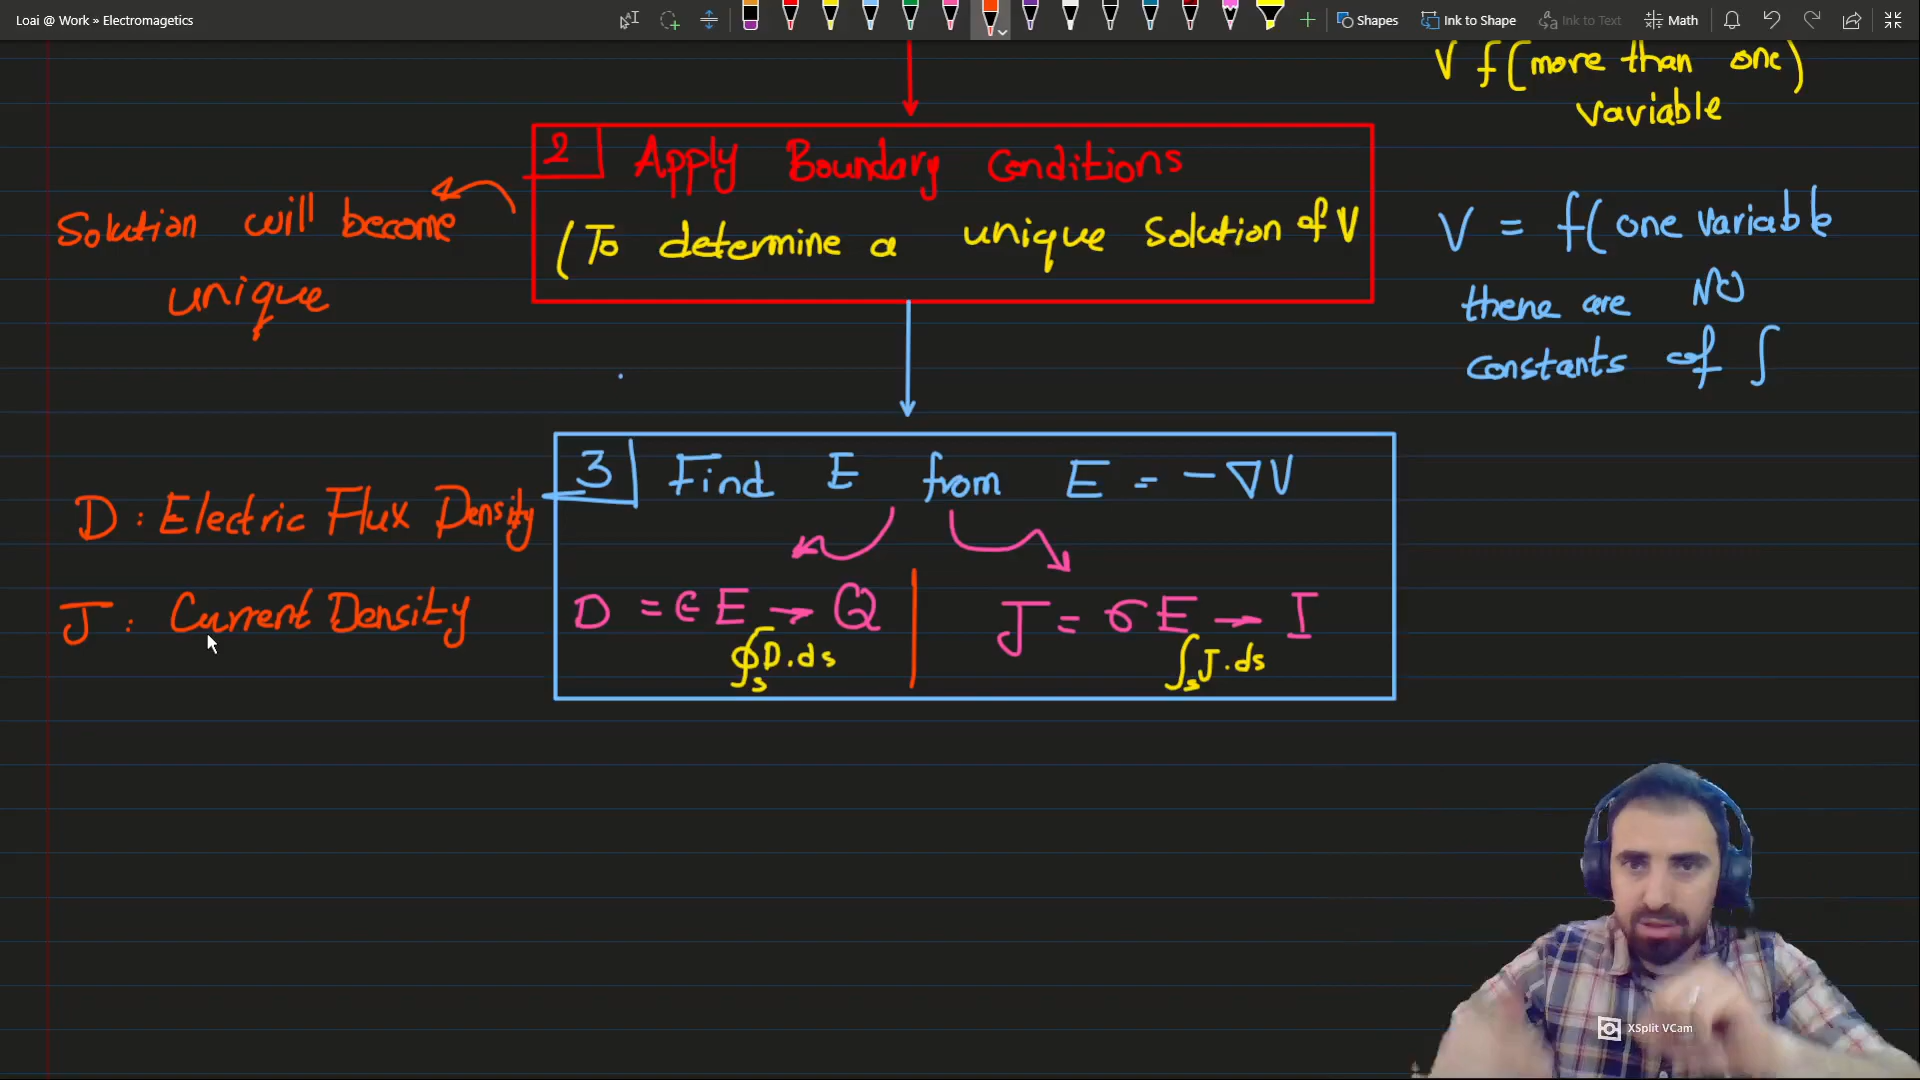 Loai @ Work » Electromagetics
Shapes
Ink to Shape
Ink to Text
Math
V f(more than one)
variable
2 Apply Boundary Conditions
(To determine a unique Solution of V
Solution will become
unique
V = f(one variable
there are NO
constants of ∫
3 Find E from E = -∇V
D : Electric Flux Density
J : Current Density
D = ϵE → Q
∮s D.ds
J = σE → I
∫s J.ds
XSplit VCam